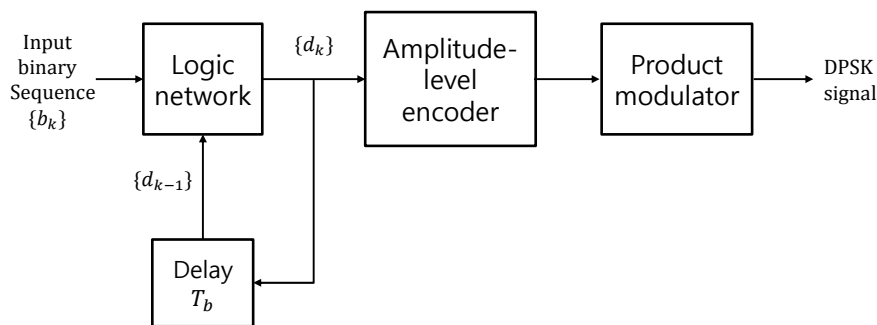 Input
binary
Sequence
{b_k}
Logic
network
{d_k}
Amplitude-
level
encoder
Product
modulator
DPSK
signal
{d_{k−1}}
Delay
T_b